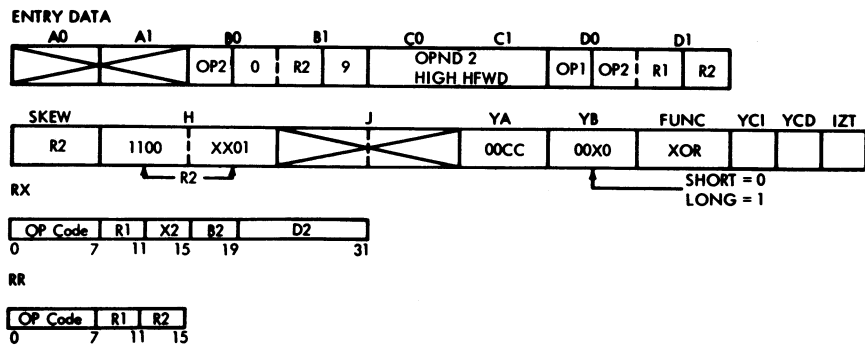 ENTRY DATA
A0 A1 B0 B1 C0 C1 D0 D1
OP2 0 R2 9 OPND 2 HIGH HFWD OP1 OP2 R1 R2
SKEW H J YA YB FUNC YCI YCD IZT
R2 1100 XX01 00CC 00X0 XOR
R2
SHORT = 0
LONG = 1
RX
OP Code R1 X2 B2 D2
0 7 11 15 19 31
RR
OP Code R1 R2
0 7 11 15